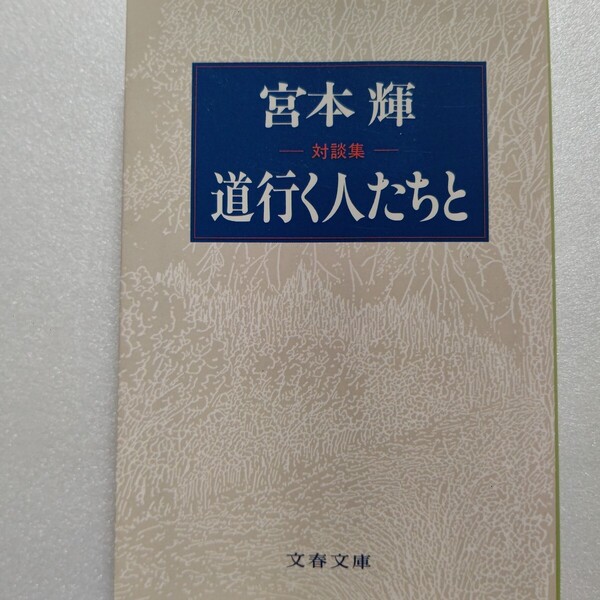 宮本 輝
— 対談集 —
道行く人たちと
文春文庫